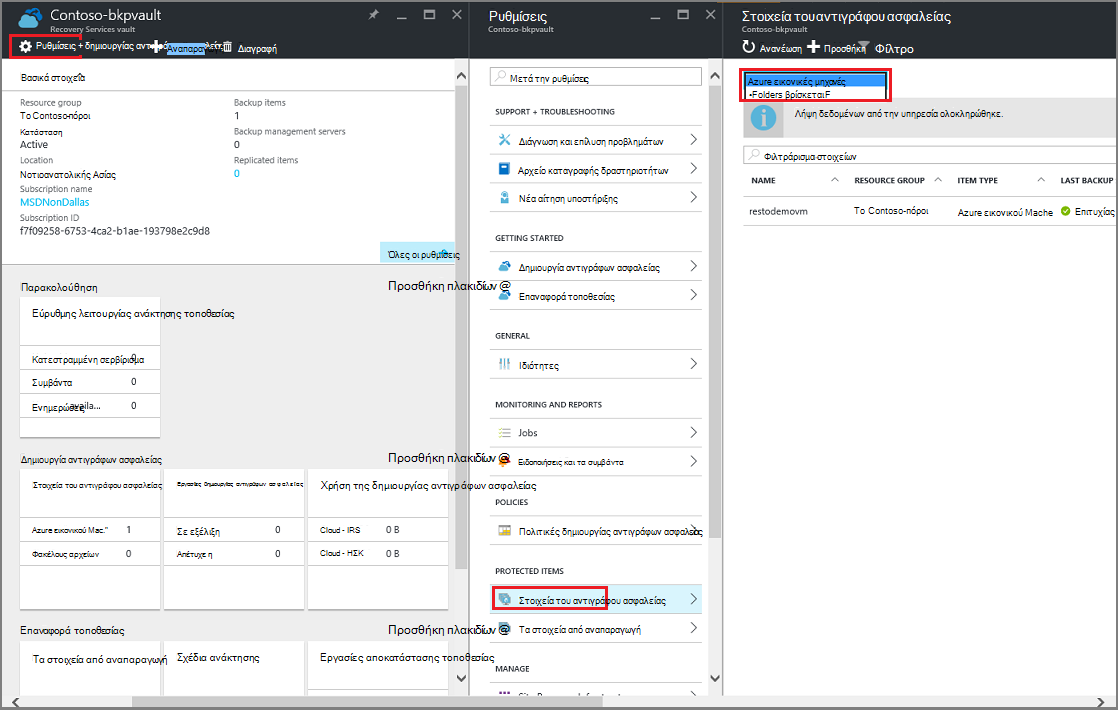 Contoso-bkpvault
Recovery Services vault
Ρυθμίσεις + δημιουργίας
Αναπαρα
Διαγραφή
Βασικά στοιχεία
Resource group
Το Contoso-πόροι
Κατάσταση
Active
Location
Νοτιοανατολικής Ασίας
Subscription name
MSDNonDallas
Subscription ID
f7f09258-6753-4ca2-b1ae-193798e2c9d8
Backup items
1
Backup management servers
0
Replicated items
0
Όλες οι ρυθμίσεις
Παρακολούθηση
Προσθήκη πλακιδίων @
Εύρυθμης λειτουργίας ανάκτησης τοποθεσίας
Κατεστραμμένη σερβίρισμα
Συμβάντα 0
Ενημερώσεις availa... 0
Δημιουργία αντιγράφων ασφαλείας
Προσθήκη πλακιδίων @
Στοιχεία του αντιγράφου ασφαλείας
Azure εικονικού Mac." 1
Φακέλους αρχείων 0
Εργασίες δημιουργίας αντιγράφων ασφαλείας
Σε εξέλιξη 0
Απέτυχε η 0
Χρήση της δημιουργίας αντιγράφων ασφαλείας
Cloud - IRS 0 B
Cloud - ΗΣΚ 0 B
Επαναφορά τοποθεσίας
Προσθήκη πλακιδίων @
Τα στοιχεία από αναπαραγωγή
Σχέδια ανάκτησης
Εργασίες αποκατάστασης τοποθεσίας
Ρυθμίσεις
Contoso-bkpvault
Μετά την ρυθμίσεις
SUPPORT + TROUBLESHOOTING
Διάγνωση και επίλυση προβλημάτων
Αρχείο καταγραφής δραστηριοτήτων
Νέα αίτηση υποστήριξης
GETTING STARTED
Δημιουργία αντιγράφων ασφαλείας
Επαναφορά τοποθεσίας
GENERAL
Ιδιότητες
MONITORING AND REPORTS
Jobs
Ειδοποιήσεις και τα συμβάντα
POLICIES
Πολιτικές δημιουργίας αντιγράφων ασφαλείας
PROTECTED ITEMS
Στοιχεία του αντιγράφου ασφαλείας
Τα στοιχεία από αναπαραγωγή
MANAGE
Στοιχεία του αντιγράφου ασφαλείας
Contoso-bkpvault
Ανανέωση Προσθήκη Φίλτρο
Azure εικονικές μηχανές
•Folders βρίσκεται F
Λήψη δεδομένων από την υπηρεσία ολοκληρώθηκε.
Φιλτράρισμα στοιχείων
NAME RESOURCE GROUP ITEM TYPE LAST BACKUP
restodemovm Το Contoso-πόροι Azure εικονικού Mache Επιτυχίας